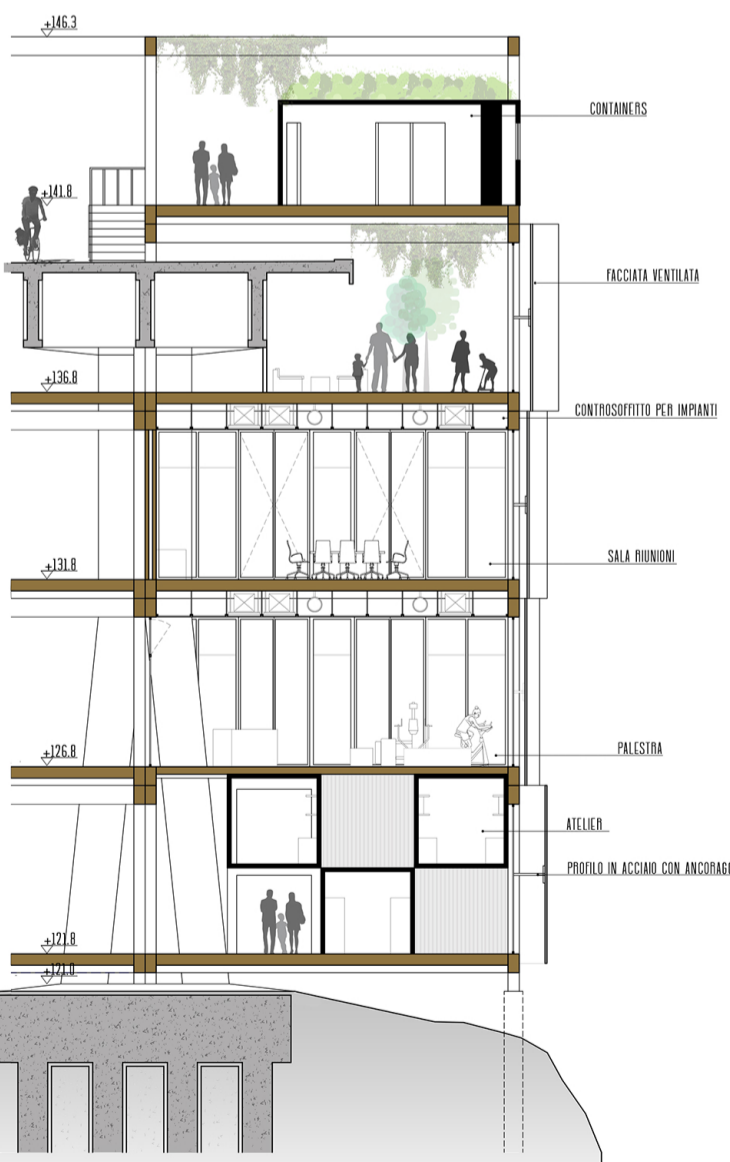 +146.3
CONTAINERS
+141.8
FACCIATA VENTILATA
+136.8
CONTROSOFFITTO PER IMPIANTI
+131.8
SALA RIUNIONI
+126.8
PALESTRA
ATELIER
PROFILO IN ACCIAIO CON ANCORAGG
+121.8
+121.0